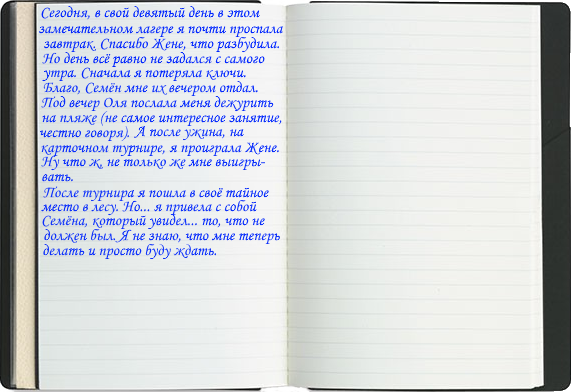 Сегодня, в свой девятый день в этом
замечательном лагере я почти проспала
завтрак. Спасибо Жене, что разбудила.
Но день всё равно не задался с самого
утра. Сначала я потеряла ключи.
Благо, Семён мне их вечером отдал.
Под вечер Оля послала меня дежурить
на пляже (не самое интересное занятие,
честно говоря). А после ужина, на
карточном турнире, я проиграла Жене.
Ну что ж, не только же мне выигры-
вать.
После турнира я пошла в своё тайное
место в лесу. Но... я привела с собой
Семёна, который увидел... то, что не
должен был. Я не знаю, что мне теперь
делать и просто буду ждать.